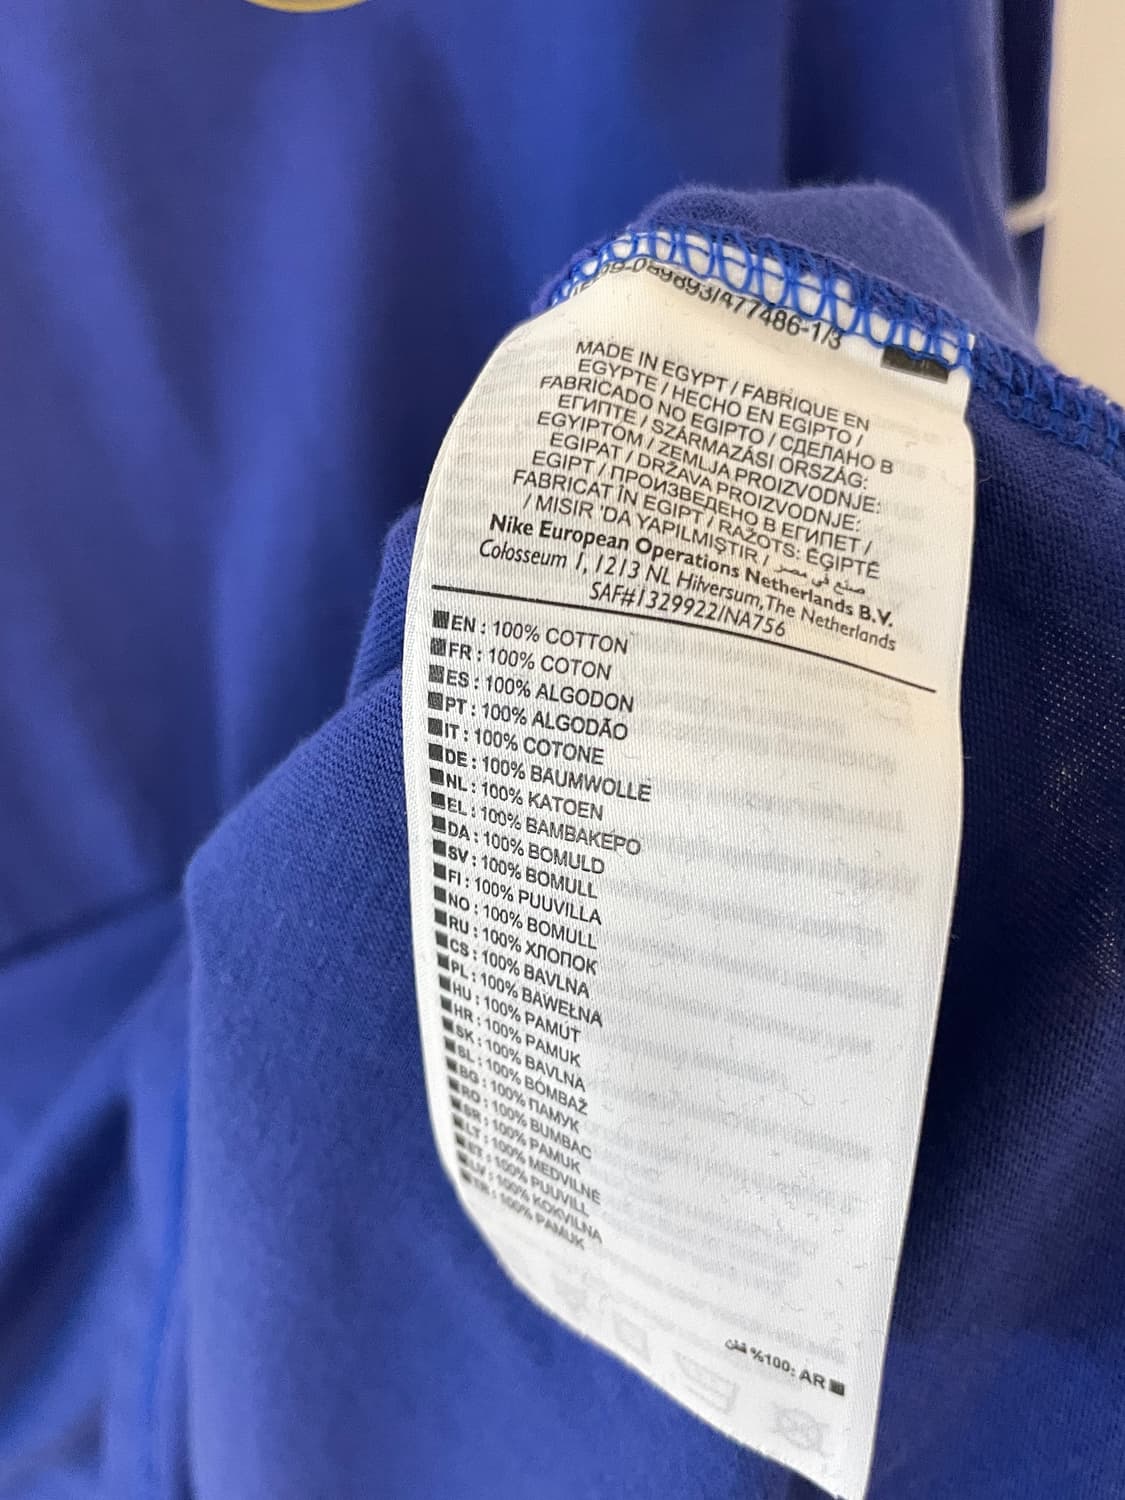 089893/477486-1/3
MADE IN EGYPT / FABRIQUE EN
EGYPTE / HECHO EN EGIPTO /
FABRICADO NO EGIPTO / СДЕЛАНО В
ЕГИПТЕ / SZÁRMAZÁSI ORSZÁG:
EGYIPTOM / ZEMLJA PROIZVODNJE:
EGIPAT / DRŽAVA PROIZVODNJE:
EGIPT / ПРОИЗВЕДЕНО В ЕГИПЕТ /
FABRICAT ÎN EGIPT / RAŽOTS: ĒĢIPTĒ
/ MISIR 'DA YAPILMIŞTIR / صنع في مصر
Nike European Operations Netherlands B.V.
Colosseum 1, 1213 NL Hilversum, The Netherlands
SAF#1329922/NA756
EN : 100% COTTON
FR : 100% COTON
ES : 100% ALGODON
PT : 100% ALGODÃO
IT : 100% COTONE
DE : 100% BAUMWOLLE
NL : 100% KATOEN
EL : 100% ΒΑΜΒΑΚΕΡΟ
DA : 100% BOMULD
SV : 100% BOMULL
FI : 100% PUUVILLA
NO : 100% BOMULL
RU : 100% ХЛОПОК
CS : 100% BAVLNA
PL : 100% BAWEŁNA
HU : 100% PAMUT
HR : 100% PAMUK
SK : 100% BAVLNA
SL : 100% BOMBAŽ
BG : 100% ПАМУК
RO : 100% BUMBAC
SR : 100% PAMUK
LT : 100% MEDVILNĖ
ET : 100% PUUVILL
LV : 100% KOKVILNA
TR : 100% PAMUK
AR :100% قطن